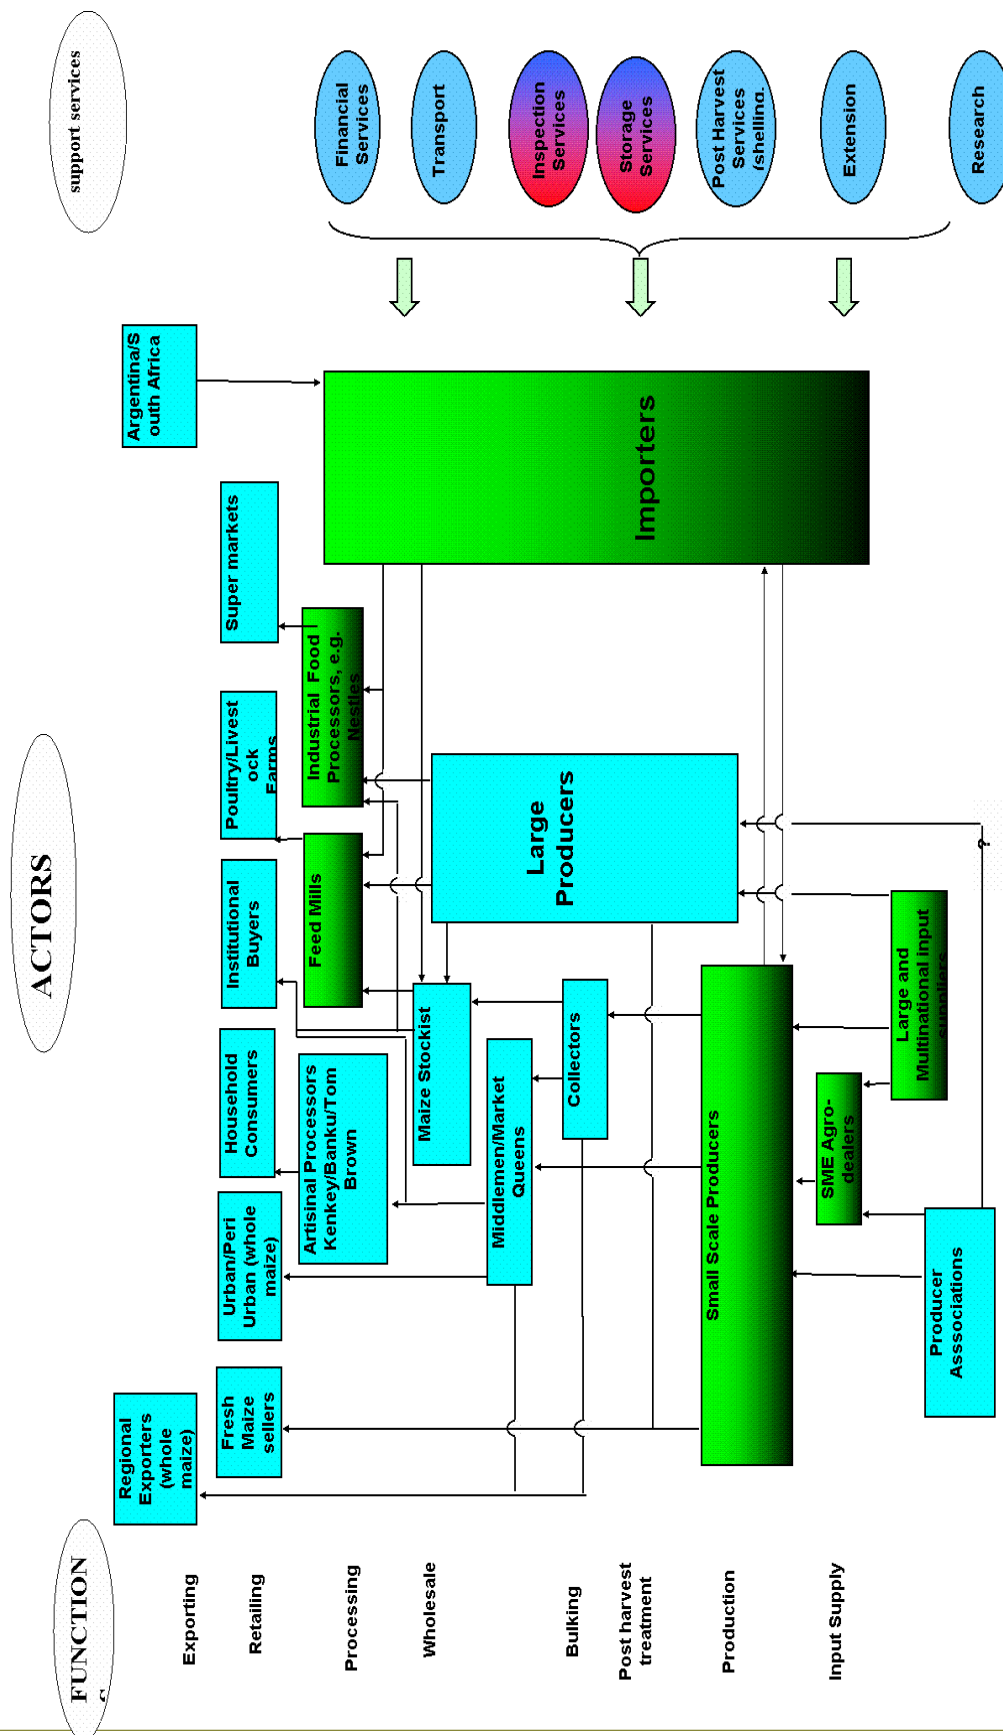 FUNCTION
S
ACTORS
support services
Exporting
Retailing
Processing
Wholesale
Bulking
Post harvest
treatment
Production
Input Supply
Regional
Exporters
(whole
maize)
Argentina/S
outh Africa
Fresh
Maize
sellers
Urban/Peri
Urban (whole
maize)
Household
Consumers
Institutional
Buyers
Poultry/Livest
ock
Farms
Super markets
Artisinal Processors
Kenkey/Banku/Tom
Brown
Feed Mills
Industrial Food
Processors, e.g.
Nestles
Maize Stockist
Middlemen/Market
Queens
Collectors
Large
Producers
Importers
Small Scale Producers
SME Agro-
dealers
Large and
Multinational input
suppliers
Producer
Asssociations
?
Financial
Services
Transport
Inspection
Services
Storage
Services
Post Harvest
Services
(shelling.
Extension
Research